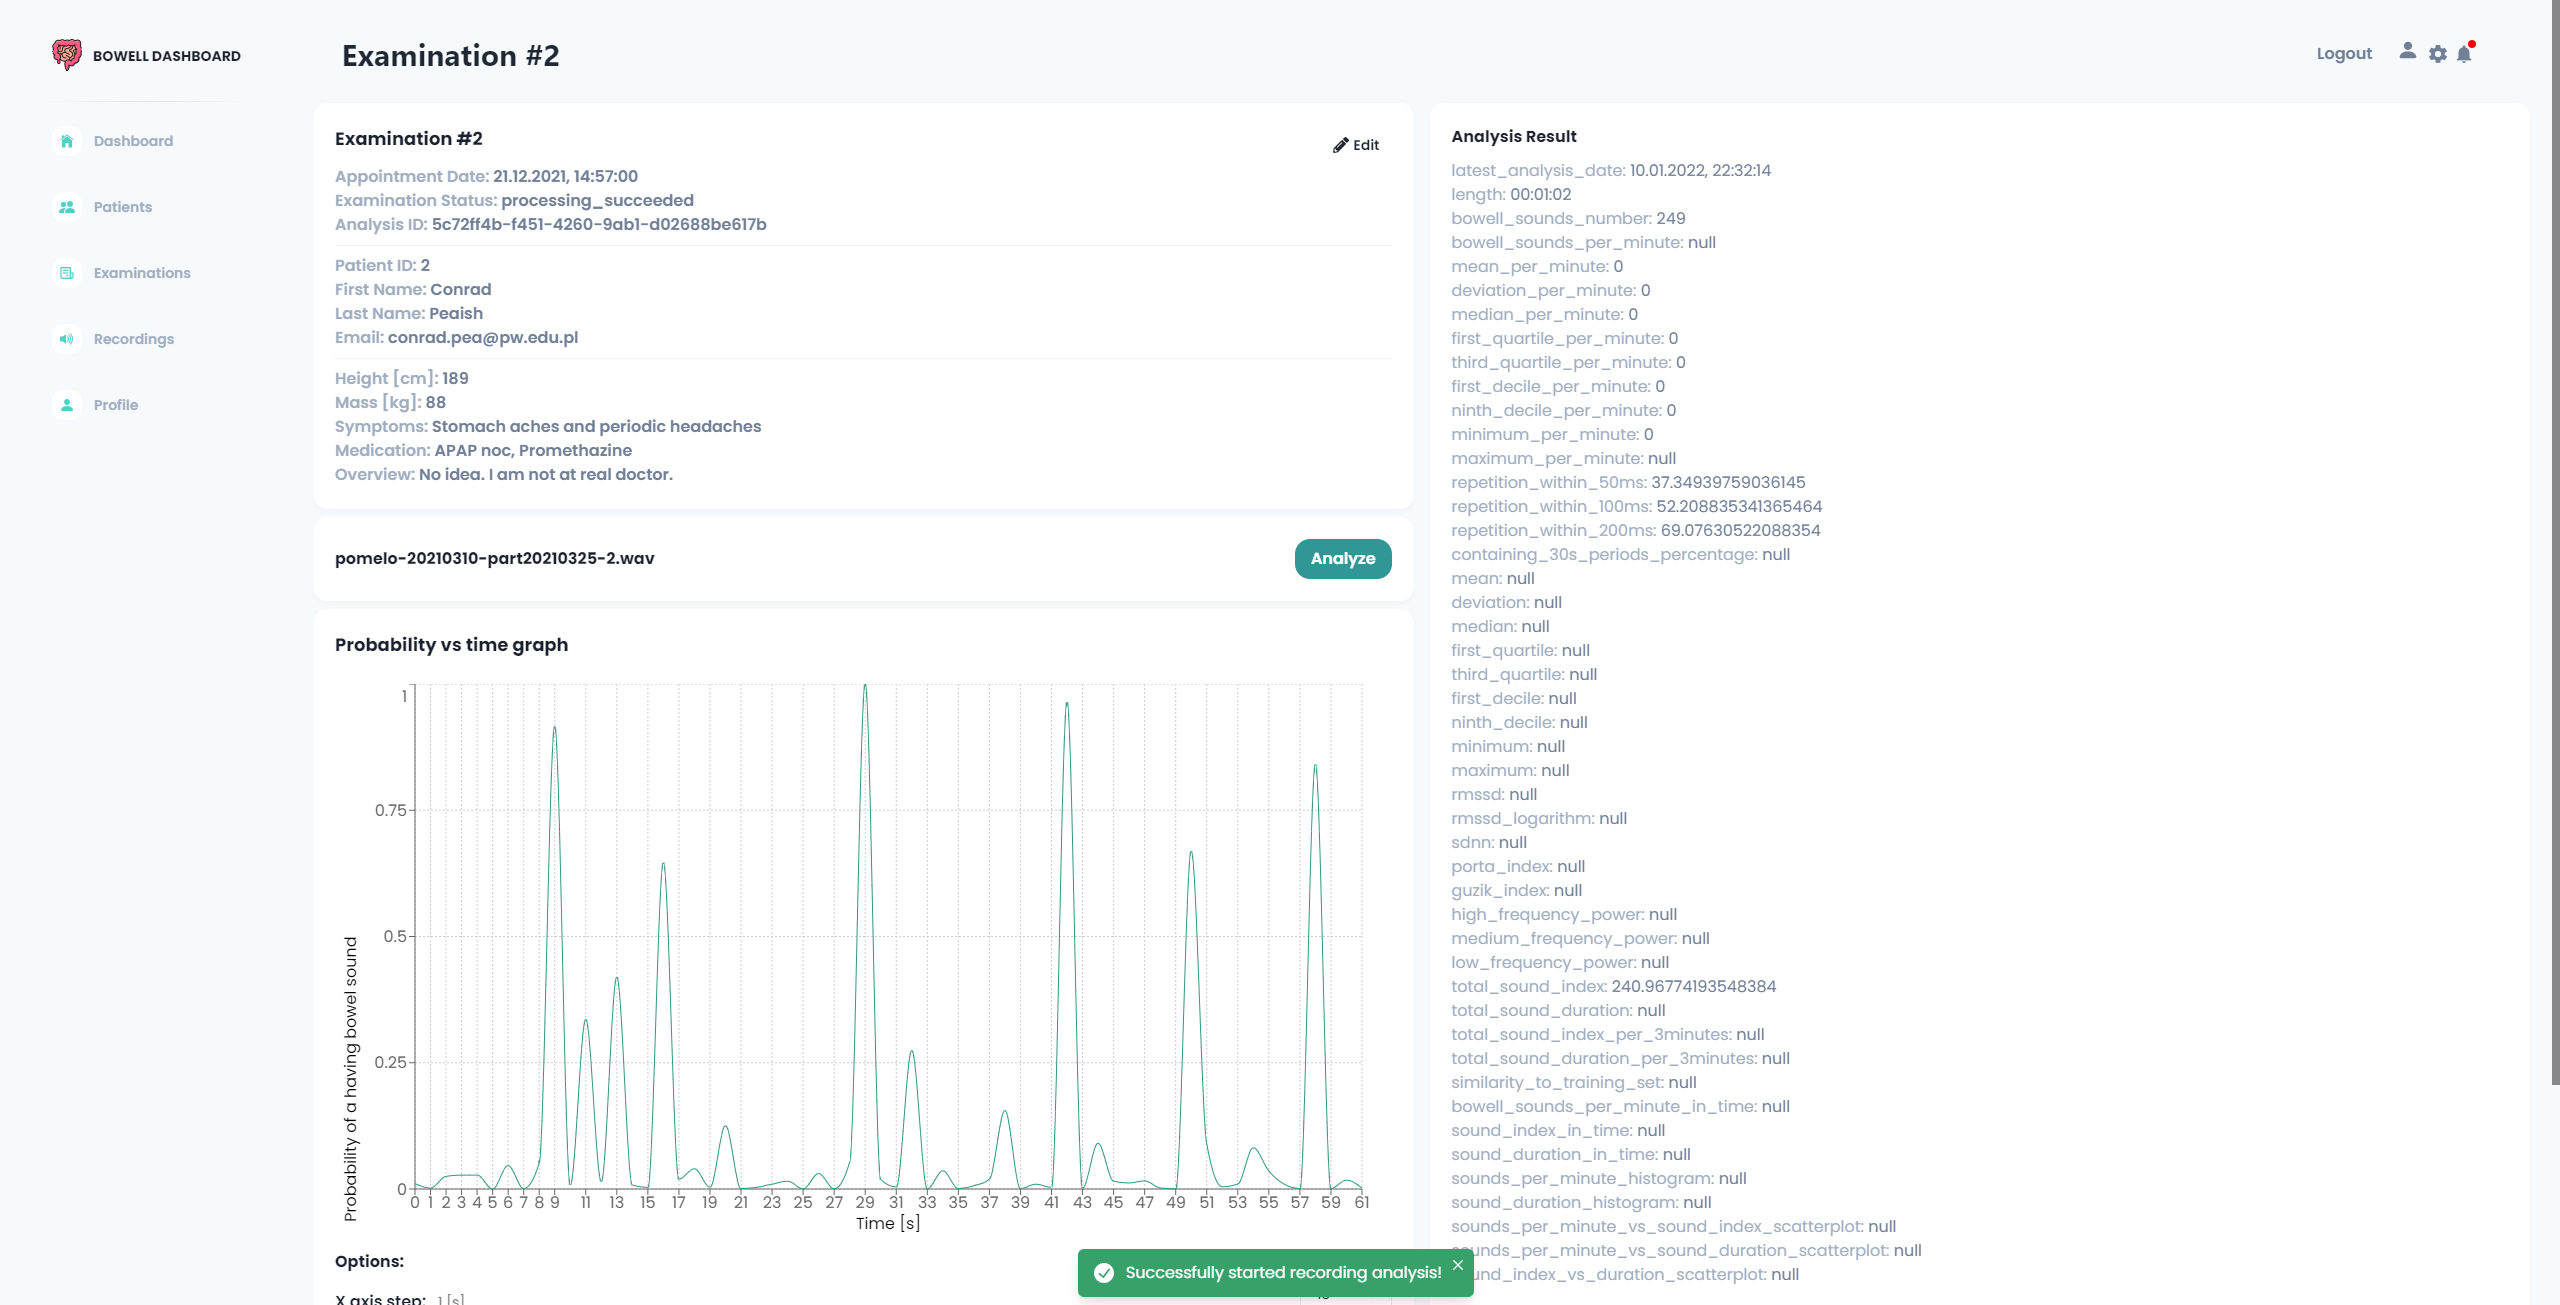 BOWELL DASHBOARD
Examination #2
Logout
Dashboard
Patients
Examinations
Recordings
Profile
Examination #2
Edit
Appointment Date: 21.12.2021, 14:57:00
Examination Status: processing_succeeded
Analysis ID: 5c72ff4b-f451-4260-9ab1-d02688be617b
Patient ID: 2
First Name: Conrad
Last Name: Peaish
Email: conrad.pea@pw.edu.pl
Height [cm]: 189
Mass [kg]: 88
Symptoms: Stomach aches and periodic headaches
Medication: APAP noc, Promethazine
Overview: No idea. I am not at real doctor.
pomelo-20210310-part20210325-2.wav
Analyze
Probability vs time graph
1
0.75
0.5
0.25
0
Probability of a having bowel sound
0 1 2 3 4 5 6 7 8 9 11 13 15 17 19 21 23 25 27 29 31 33 35 37 39 41 43 45 47 49 51 53 55 57 59 61
Time [s]
Options:
X axis step: 1 [s]
Analysis Result
latest_analysis_date: 10.01.2022, 22:32:14
length: 00:01:02
bowell_sounds_number: 249
bowell_sounds_per_minute: null
mean_per_minute: 0
deviation_per_minute: 0
median_per_minute: 0
first_quartile_per_minute: 0
third_quartile_per_minute: 0
first_decile_per_minute: 0
ninth_decile_per_minute: 0
minimum_per_minute: 0
maximum_per_minute: null
repetition_within_50ms: 37.34939759036145
repetition_within_100ms: 52.208835341365464
repetition_within_200ms: 69.07630522088354
containing_30s_periods_percentage: null
mean: null
deviation: null
median: null
first_quartile: null
third_quartile: null
first_decile: null
ninth_decile: null
minimum: null
maximum: null
rmssd: null
rmssd_logarithm: null
sdnn: null
porta_index: null
guzik_index: null
high_frequency_power: null
medium_frequency_power: null
low_frequency_power: null
total_sound_index: 240.96774193548384
total_sound_duration: null
total_sound_index_per_3minutes: null
total_sound_duration_per_3minutes: null
similarity_to_training_set: null
bowell_sounds_per_minute_in_time: null
sound_index_in_time: null
sound_duration_in_time: null
sounds_per_minute_histogram: null
sound_duration_histogram: null
sounds_per_minute_vs_sound_index_scatterplot: null
sounds_per_minute_vs_sound_duration_scatterplot: null
und_index_vs_duration_scatterplot: null
Successfully started recording analysis!